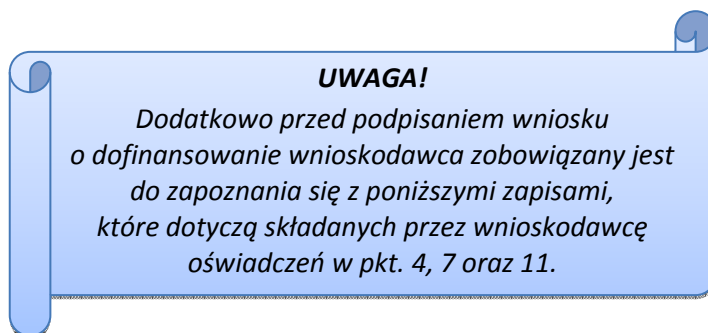 UWAGA!
Dodatkowo przed podpisaniem wniosku
o dofinansowanie wnioskodawca zobowiązany jest
do zapoznania się z poniższymi zapisami,
które dotyczą składanych przez wnioskodawcę
oświadczeń w pkt. 4, 7 oraz 11.